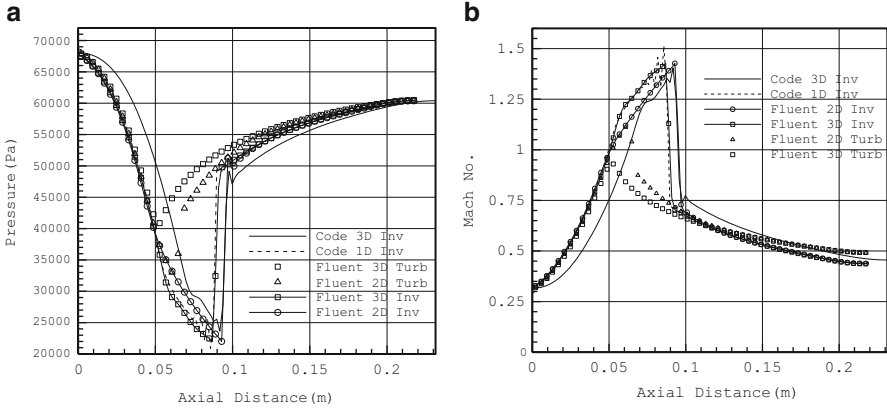 a
70000
65000
60000
55000
50000
45000
40000
35000
30000
25000
20000
Pressure(Pa)
0
0.05
0.1
0.15
0.2
Axial Distance(m)
Code 3D Inv
Code 1D Inv
Fluent 3D Turb
Fluent 2D Turb
Fluent 3D Inv
Fluent 2D Inv
b
1.5
1.25
1
0.75
0.5
0.25
0
Mach No.
0
0.05
0.1
0.15
0.2
Axial Distance(m)
Code 3D Inv
Code 1D Inv
Fluent 2D Inv
Fluent 3D Inv
Fluent 2D Turb
Fluent 3D Turb